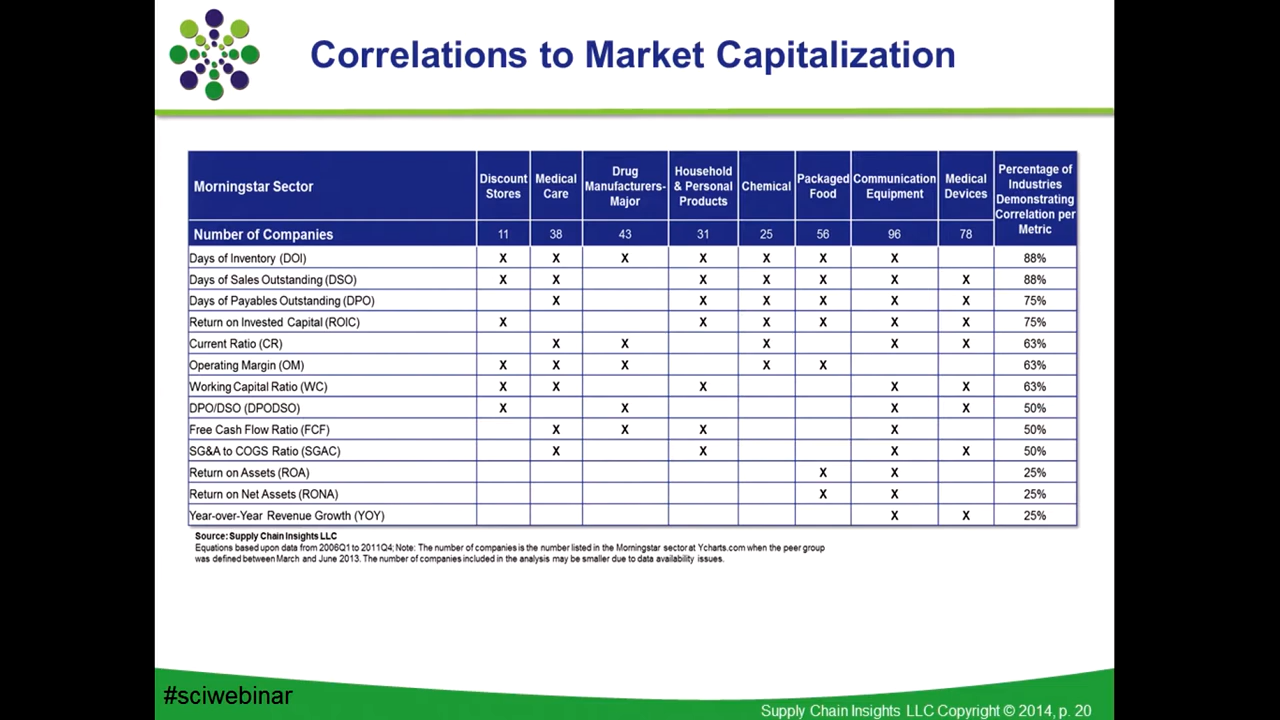 Correlations to Market Capitalization
Morningstar Sector Discount Stores Medical Care Drug Manufacturers- Major Household & Personal Products Chemical Packaged Food Communication Equipment Medical Devices Percentage of Industries Demonstrating Correlation per Metric
Number of Companies 11 38 43 31 25 56 96 78
Days of Inventory (DOI) X X X X X X X 88%
Days of Sales Outstanding (DSO) X X X X X X X 88%
Days of Payables Outstanding (DPO) X X X X X X 75%
Return on Invested Capital (ROIC) X X X X X X 75%
Current Ratio (CR) X X X X X 63%
Operating Margin (OM) X X X X X 63%
Working Capital Ratio (WC) X X X X X 63%
DPO/DSO (DPODSO) X X X X 50%
Free Cash Flow Ratio (FCF) X X X X 50%
SG&A to COGS Ratio (SGAC) X X X X 50%
Return on Assets (ROA) X X 25%
Return on Net Assets (RONA) X X 25%
Year-over-Year Revenue Growth (YOY) X X 25%
Source: Supply Chain Insights LLC
Equations based upon data from 2006Q1 to 2011Q4; Note: The number of companies is the number listed in the Morningstar sector at Ycharts.com when the peer group
was defined between March and June 2013. The number of companies included in the analysis may be smaller due to data availability issues.
#sciwebinar
Supply Chain Insights LLC Copyright © 2014, p. 20